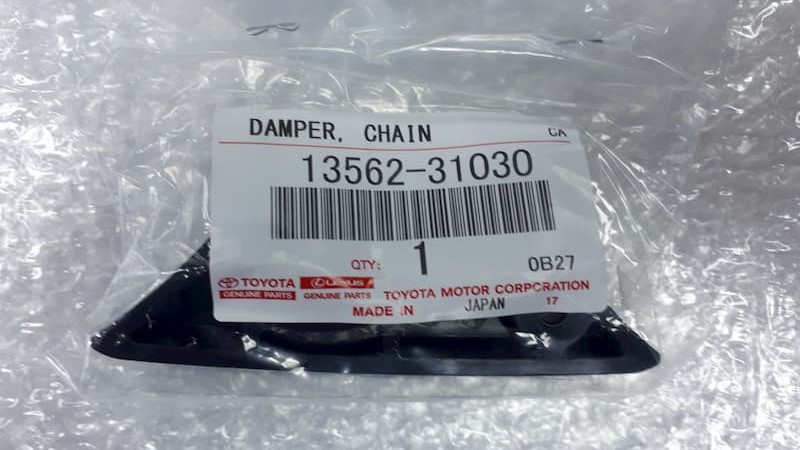 DAMPER, CHAIN CA
13562-31030
QTY: 1 0B27
TOYOTA LEXUS
GENUINE PARTS GENUINE PARTS TOYOTA MOTOR CORPORATION
MADE IN JAPAN 17